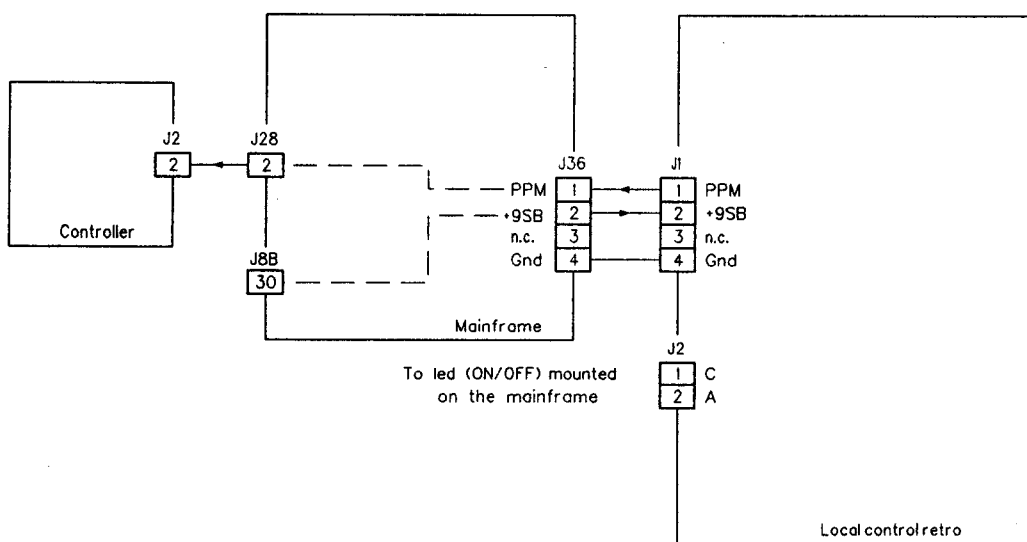 J2
2
Controller
J28
2
J8B
30
Mainframe
J36
PPM 1
+9SB 2
n.c. 3
Gnd 4
J1
1 PPM
2 +9SB
3 n.c.
4 Gnd
J2
1 C
2 A
To led (ON/OFF) mounted
on the mainframe
Local control retro